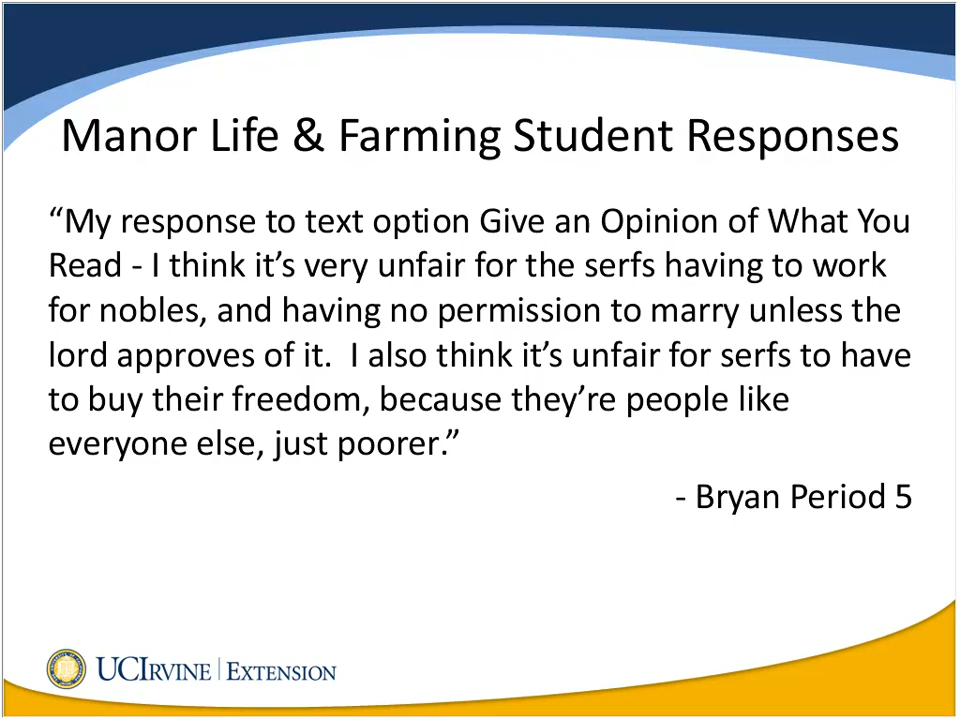 Manor Life & Farming Student Responses
“My response to text option Give an Opinion of What You
Read - I think it’s very unfair for the serfs having to work
for nobles, and having no permission to marry unless the
lord approves of it.  I also think it’s unfair for serfs to have
to buy their freedom, because they’re people like
everyone else, just poorer.”
- Bryan Period 5
UCIRVINE | EXTENSION